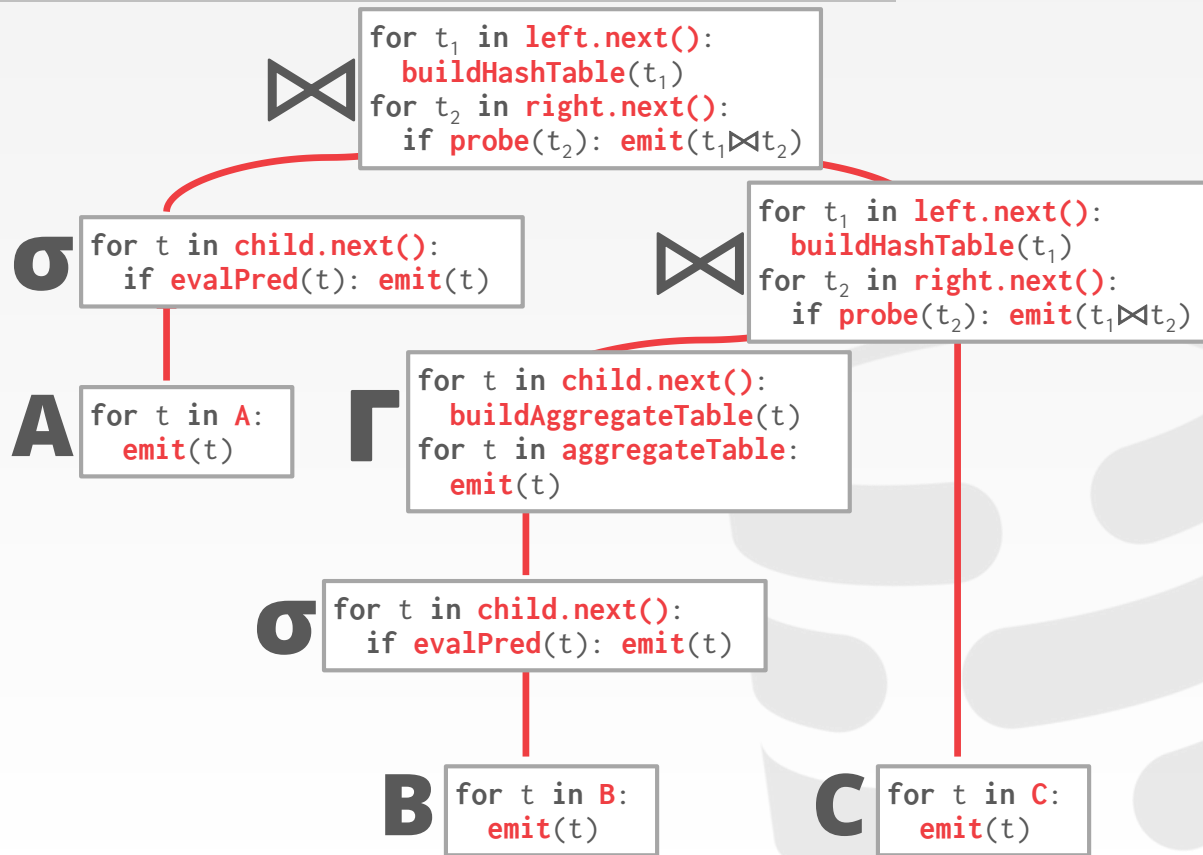 ⋈
for t₁ in left.next():
  buildHashTable(t₁)
for t₂ in right.next():
  if probe(t₂): emit(t₁⋈t₂)
σ
for t in child.next():
  if evalPred(t): emit(t)
⋈
for t₁ in left.next():
  buildHashTable(t₁)
for t₂ in right.next():
  if probe(t₂): emit(t₁⋈t₂)
A
for t in A:
  emit(t)
Γ
for t in child.next():
  buildAggregateTable(t)
for t in aggregateTable:
  emit(t)
σ
for t in child.next():
  if evalPred(t): emit(t)
B
for t in B:
  emit(t)
C
for t in C:
  emit(t)